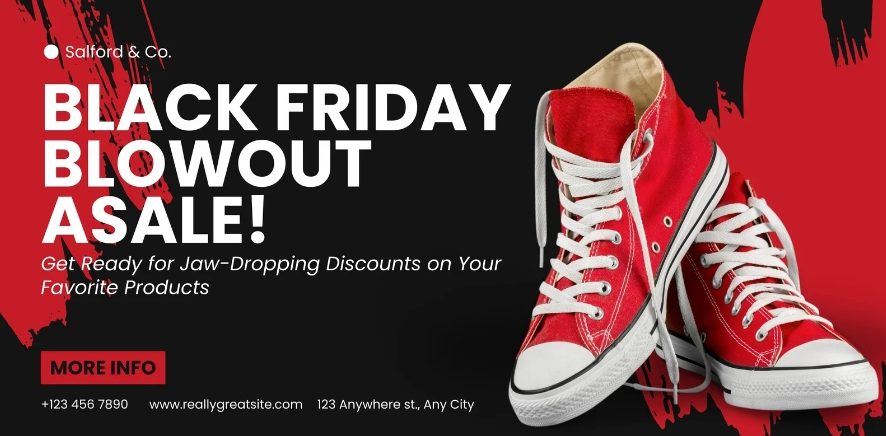 Salford & Co.
BLACK FRIDAY
BLOWOUT
ASALE!
Get Ready for Jaw-Dropping Discounts on Your
Favorite Products
MORE INFO
+123 456 7890 www.reallygreatsite.com 123 Anywhere st., Any City